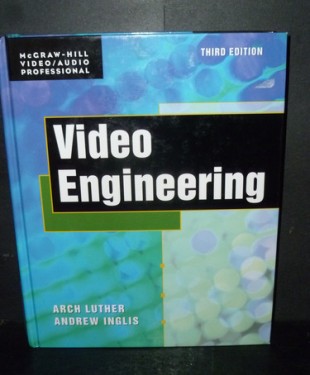 McGRAW-HILL
VIDEO/AUDIO
PROFESSIONAL
THIRD EDITION
Video
Engineering
ARCH LUTHER
ANDREW INGLIS